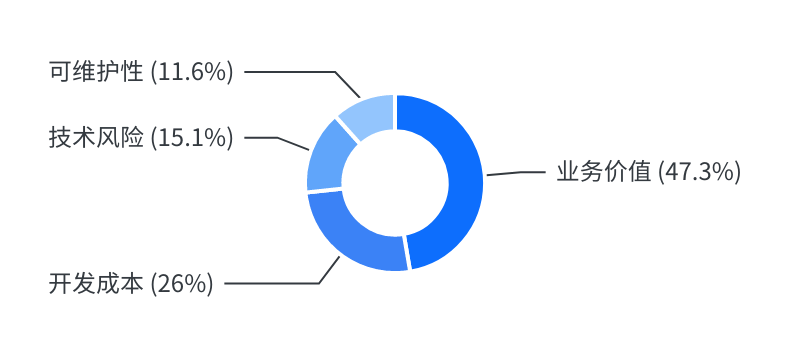 可维护性 (11.6%)
技术风险 (15.1%)
业务价值 (47.3%)
开发成本 (26%)